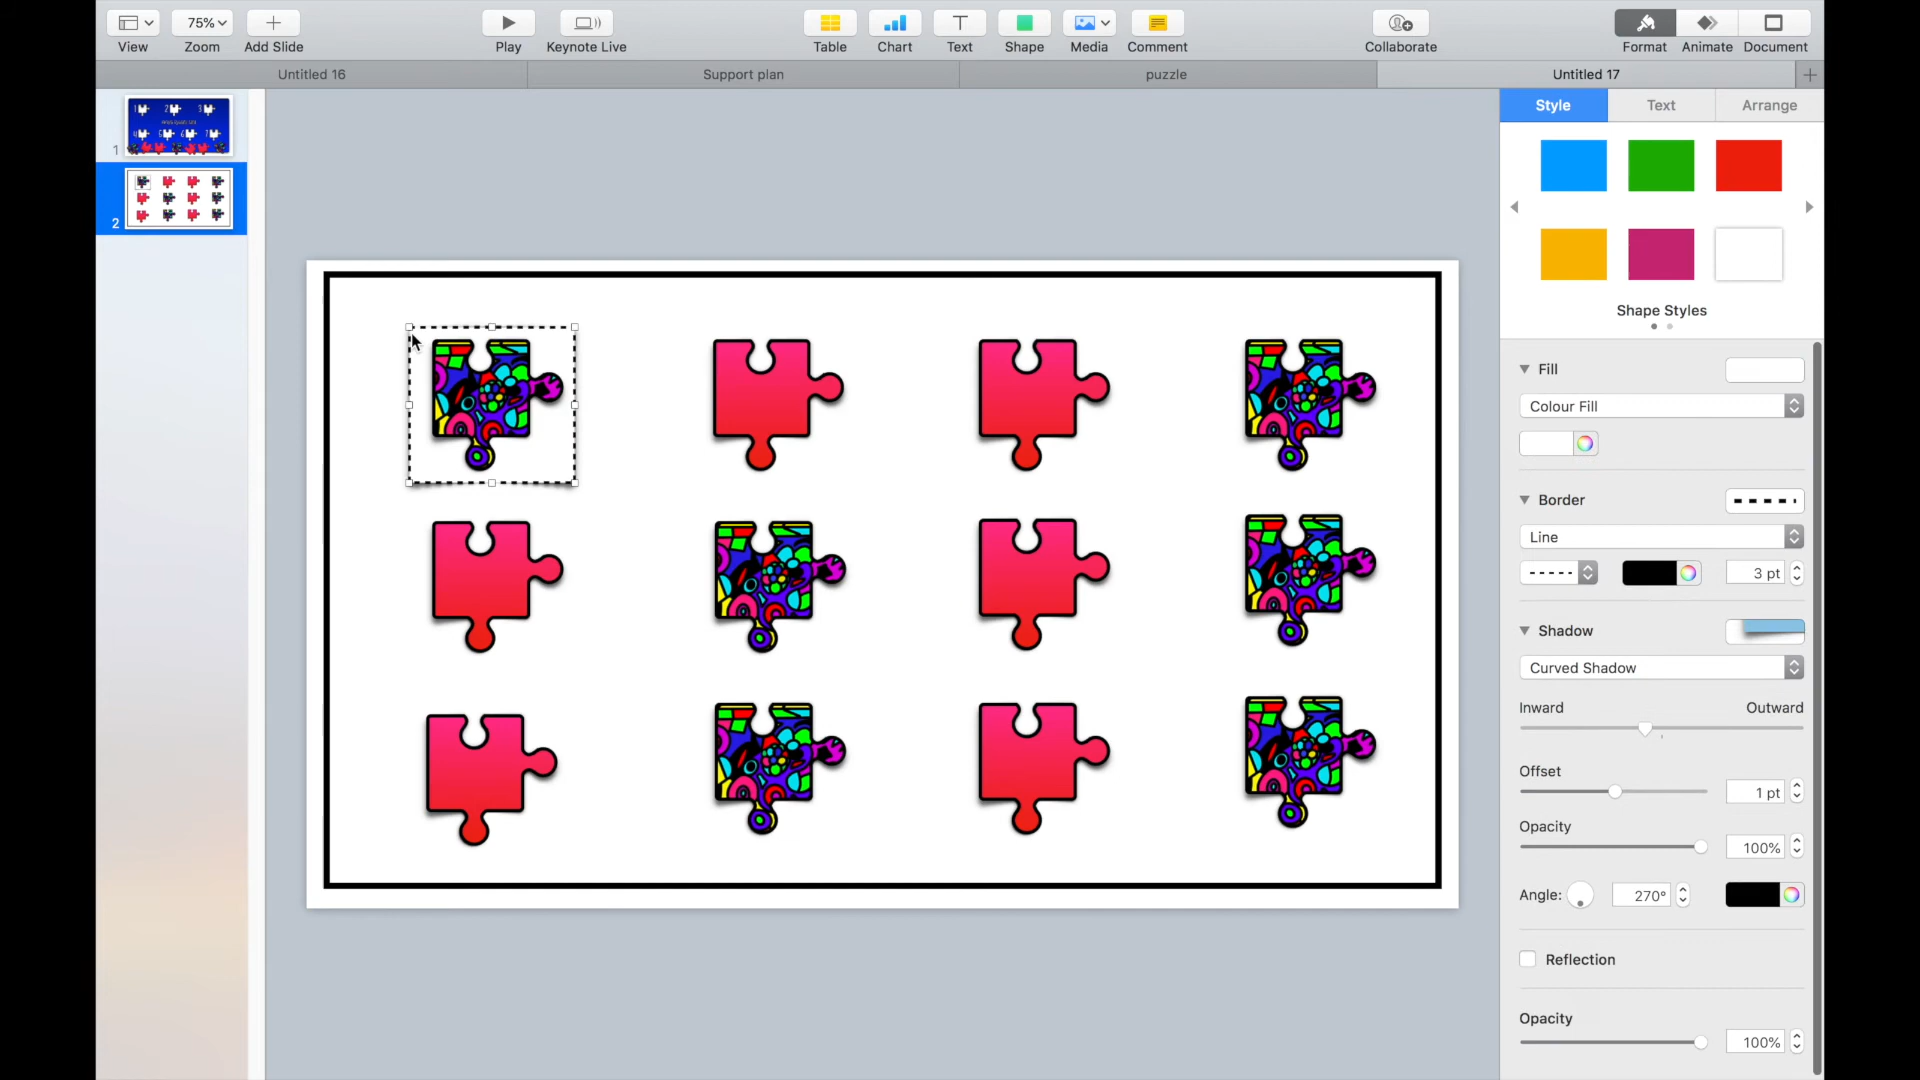 75%
View
Zoom
Add Slide
Play
Keynote Live
Table
Chart
Text
Shape
Media
Comment
Collaborate
Format
Animate
Document
Untitled 16
Support plan
puzzle
Untitled 17
Style
Text
Arrange
1
2
Shape Styles
Fill
Colour Fill
Border
Line
3 pt
Shadow
Curved Shadow
Inward
Outward
Offset
1 pt
Opacity
100%
Angle:
270°
Reflection
Opacity
100%